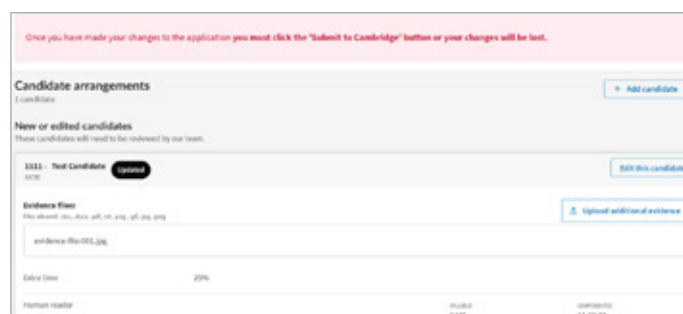 Once you have made your changes to the application you must click the "Submit to Cambridge" button or your changes will be lost.
Candidate arrangements
+ Add candidate
1 candidate
New or edited candidates
These candidates will need to be reviewed by our team.
1111 - Test Candidate Updated
Edit this candidate
Evidence files:
Upload additional evidence
evidence-file-001.jpg
Extra time 25%
Human reader